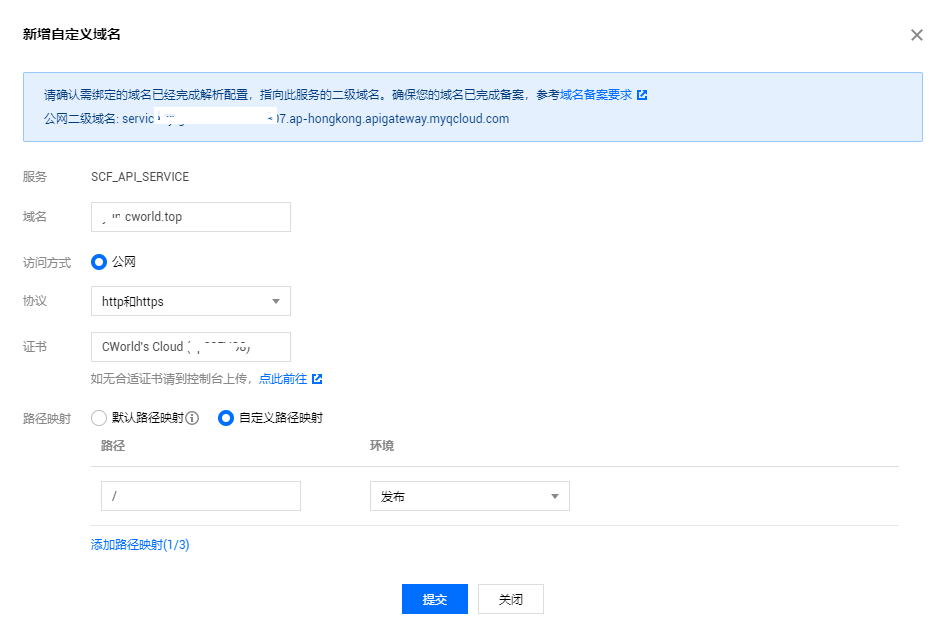 新增自定义域名
请确认需绑定的域名已经完成解析配置，指向此服务的二级域名。确保您的域名已完成备案，参考域名备案要求
公网二级域名: servic 07.ap-hongkong.apigateway.myqcloud.com
服务 SCF_API_SERVICE
域名 cworld.top
访问方式 公网
协议 http和https
证书 CWorld's Cloud
如无合适证书请到控制台上传，点此前往
路径映射 默认路径映射 自定义路径映射
路径 环境
/ 发布
添加路径映射(1/3)
提交 关闭